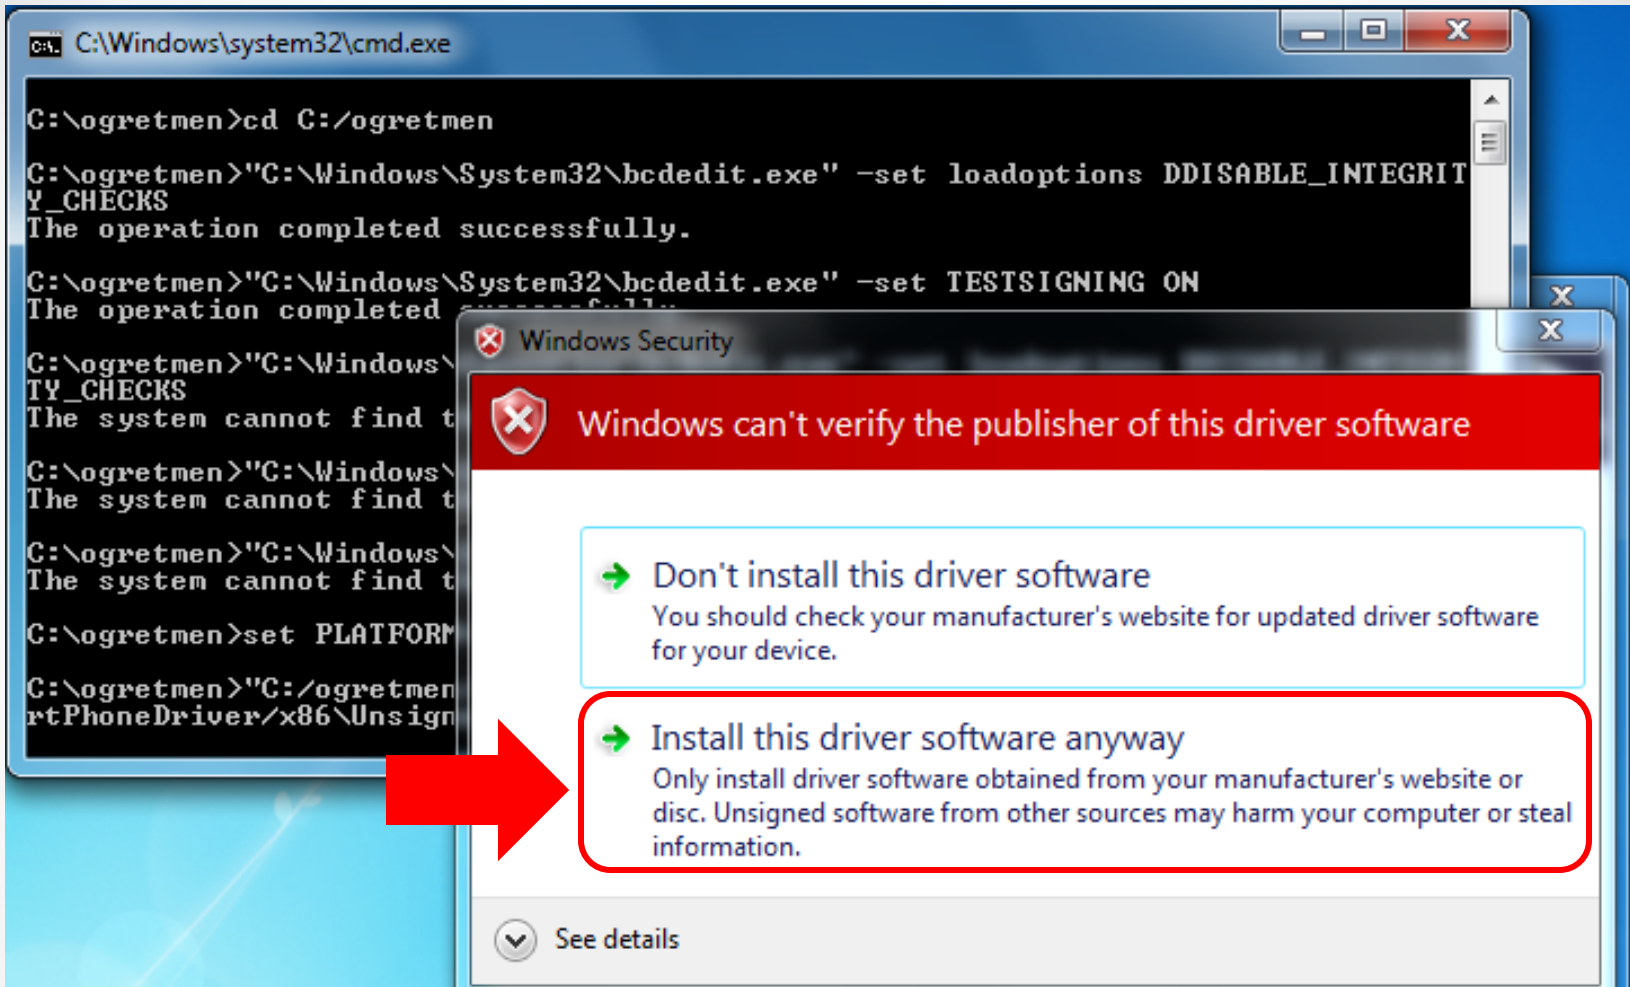 C:\Windows\system32\cmd.exe
C:\ogretmen>cd C:/ogretmen
C:\ogretmen>"C:\Windows\System32\bcdedit.exe" -set loadoptions DDISABLE_INTEGRIT
Y_CHECKS
The operation completed successfully.
C:\ogretmen>"C:\Windows\System32\bcdedit.exe" -set TESTSIGNING ON
The operation completed successfully.
C:\ogretmen>"C:\Windows\
TY_CHECKS
The system cannot find t
C:\ogretmen>"C:\Windows\
The system cannot find t
C:\ogretmen>"C:\Windows\
The system cannot find t
C:\ogretmen>set PLATFORM
C:\ogretmen>"C:/ogretmen
rtPhoneDriver/x86\Unsign
Windows Security
Windows can't verify the publisher of this driver software
Don't install this driver software
You should check your manufacturer's website for updated driver software
for your device.
Install this driver software anyway
Only install driver software obtained from your manufacturer's website or
disc. Unsigned software from other sources may harm your computer or steal
information.
See details